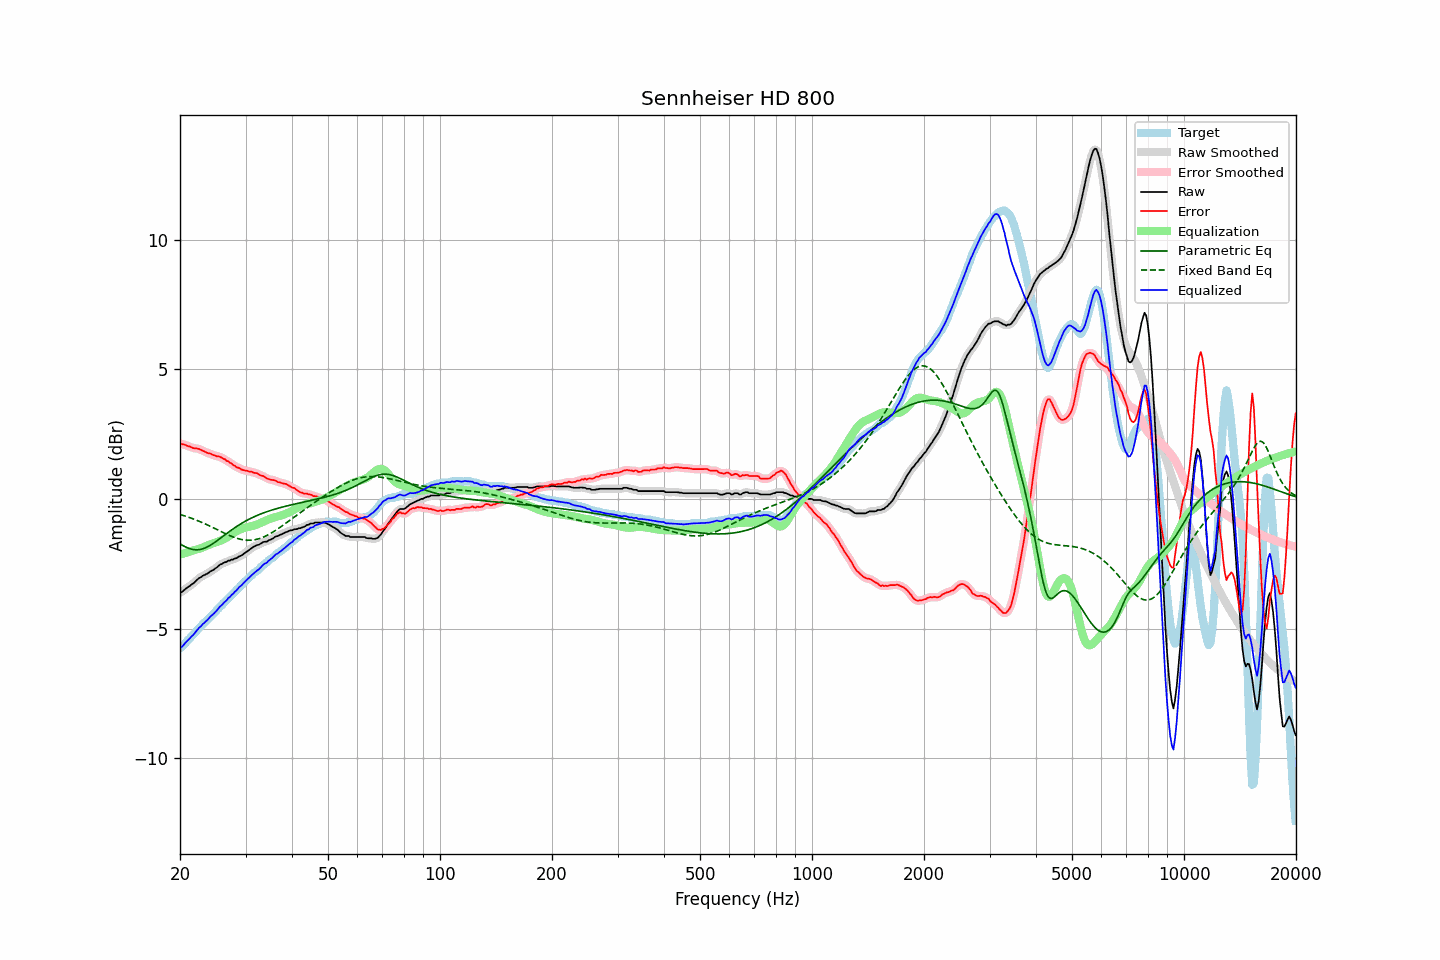 Sennheiser HD 800
Amplitude (dBr)
10
5
0
−5
−10
Target
Raw Smoothed
Error Smoothed
Raw
Error
Equalization
Parametric Eq
Fixed Band Eq
Equalized
20
50
100
200
500
1000
2000
5000
10000
20000
Frequency (Hz)